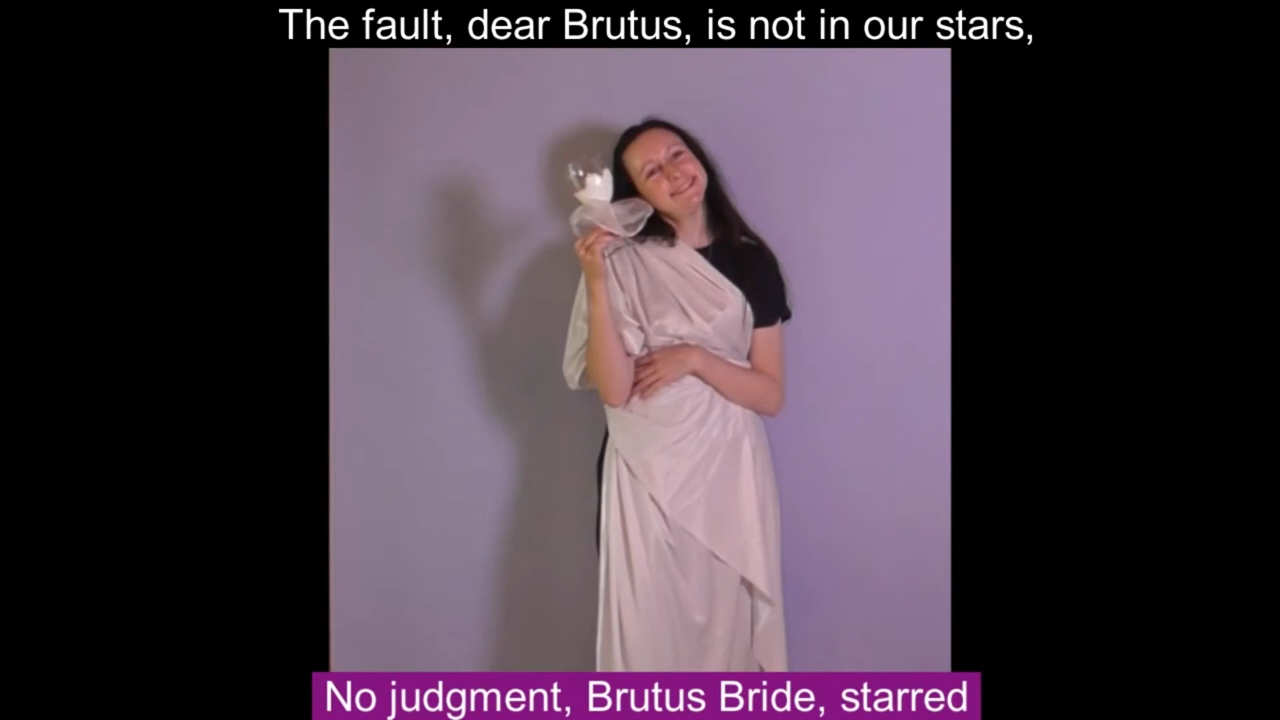 The fault, dear Brutus, is not in our stars,
No judgment, Brutus Bride, starred